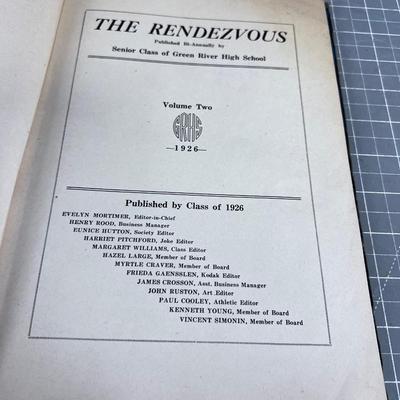 THE RENDEZVOUS
Published Bi-Annually by
Senior Class of Green River High School
Volume Two
GRHS
—1926—
Published by Class of 1926
EVELYN MORTIMER, Editor-in-Chief
HENRY ROOD, Business Manager
EUNICE HUTTON, Society Editor
HARRIET PITCHFORD, Joke Editor
MARGARET WILLIAMS, Class Editor
HAZEL LARGE, Member of Board
MYRTLE CRAVER, Member of Board
FRIEDA GAENSSLEN, Kodak Editor
JAMES CROSSON, Asst. Business Manager
JOHN RUSTON, Art Editor
PAUL COOLEY, Athletic Editor
KENNETH YOUNG, Member of Board
VINCENT SIMONIN, Member of Board